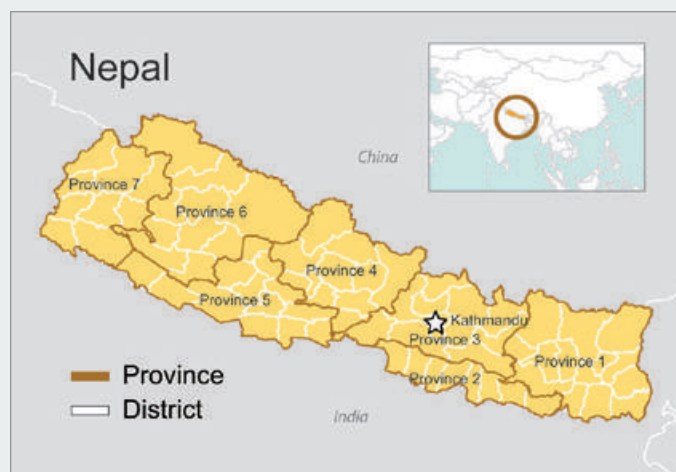 Nepal
China
Province 7
Province 6
Province 4
Province 5
Kathmandu
Province 3
Province 1
Province 2
Province
District
India